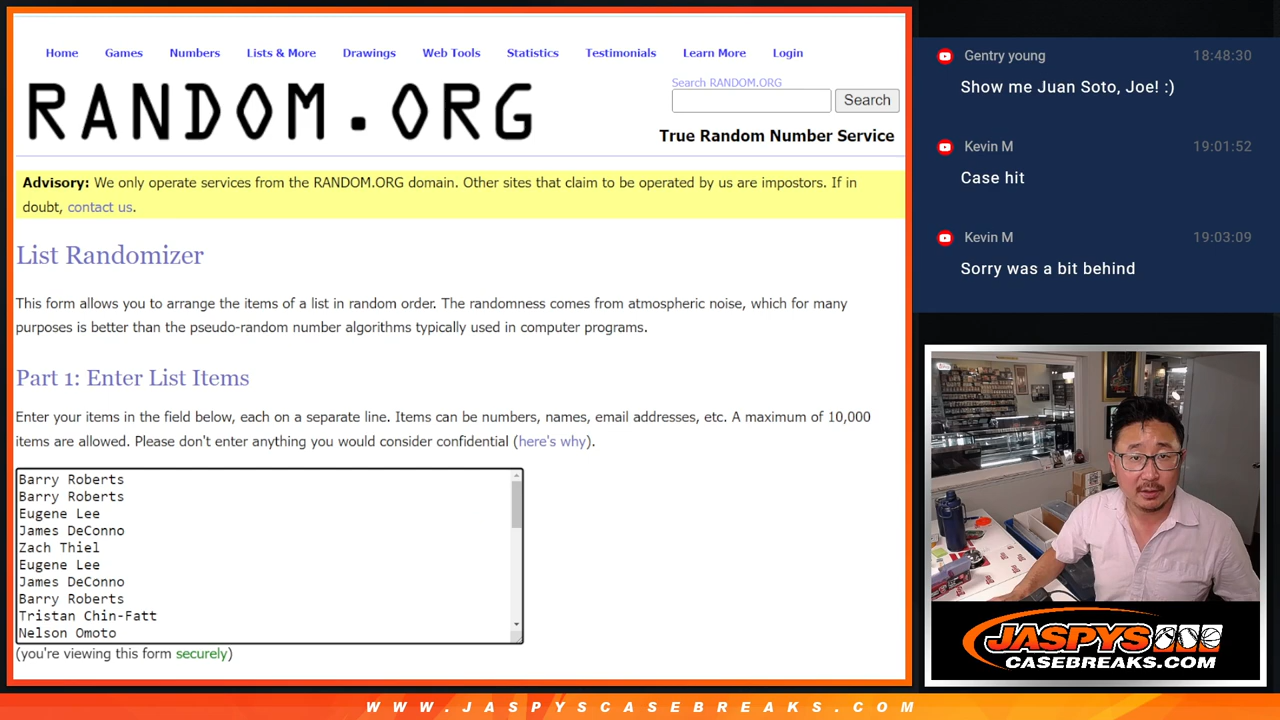 Home Games Numbers Lists & More Drawings Web Tools Statistics Testimonials Learn More Login
RANDOM.ORG
Search RANDOM.ORG
Search
True Random Number Service
Advisory: We only operate services from the RANDOM.ORG domain. Other sites that claim to be operated by us are impostors. If in
doubt, contact us.
List Randomizer
This form allows you to arrange the items of a list in random order. The randomness comes from atmospheric noise, which for many
purposes is better than the pseudo-random number algorithms typically used in computer programs.
Part 1: Enter List Items
Enter your items in the field below, each on a separate line. Items can be numbers, names, email addresses, etc. A maximum of 10,000
items are allowed. Please don't enter anything you would consider confidential (here's why).
Barry Roberts
Barry Roberts
Eugene Lee
James DeConno
Zach Thiel
Eugene Lee
James DeConno
Barry Roberts
Tristan Chin-Fatt
Nelson Omoto
(you're viewing this form securely)
Gentry young 18:48:30
Show me Juan Soto, Joe! :)
Kevin M 19:01:52
Case hit
Kevin M 19:03:09
Sorry was a bit behind
JASPYS
CASEBREAKS.COM
WWW.JASPYSCASEBREAKS.COM